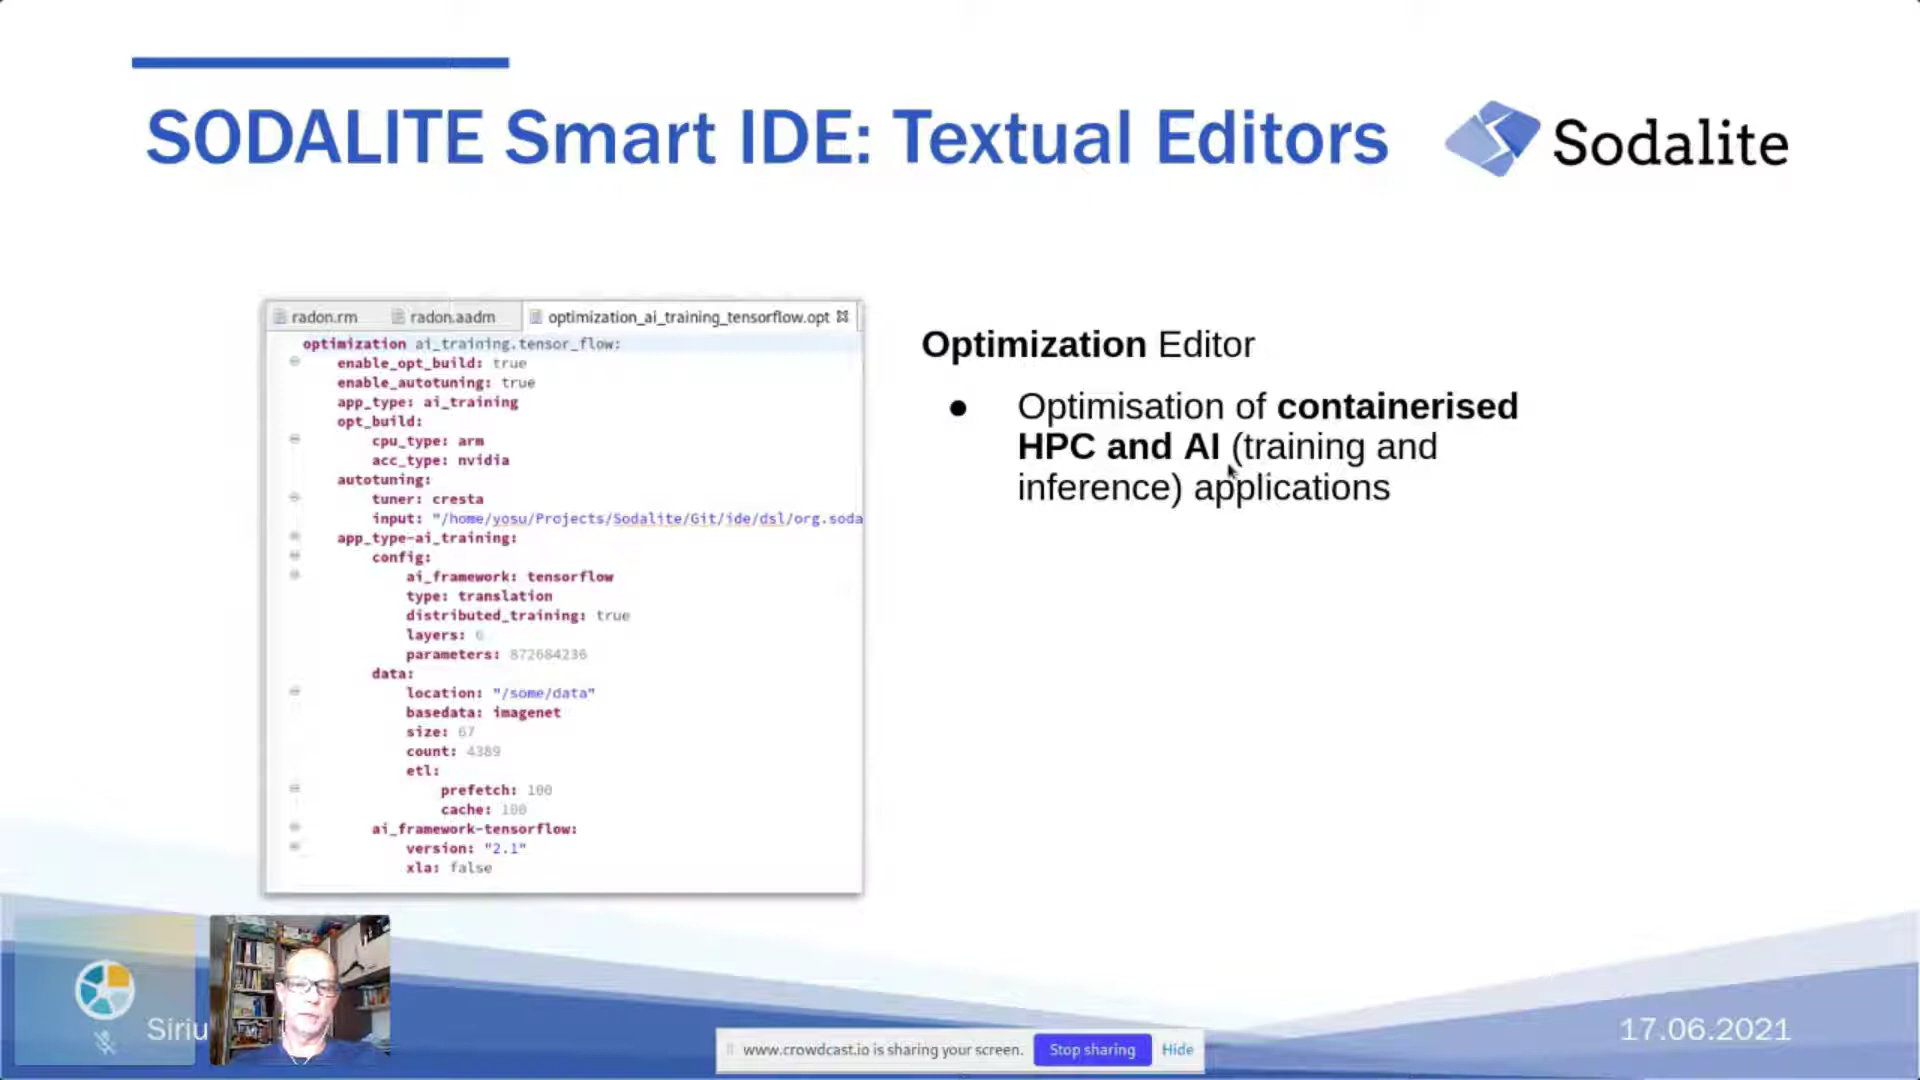 SODALITE Smart IDE: Textual Editors
Sodalite
radon.rm
radon.aadm
optimization_ai_training_tensorflow.opt
optimization ai_training.tensor_flow:
enable_opt_build: true
enable_autotuning: true
app_type: ai_training
opt_build:
cpu_type: arm
acc_type: nvidia
autotuning:
tuner: cresta
input: "/home/yosu/Projects/Sodalite/Git/ide/dsl/org.soda
app_type-ai_training:
config:
ai_framework: tensorflow
type: translation
distributed_training: true
layers: 6
parameters: 872684236
data:
location: "/some/data"
basedata: imagenet
size: 67
count: 4389
etl:
prefetch: 100
cache: 100
ai_framework-tensorflow:
version: "2.1"
xla: false
Optimization Editor
● Optimisation of containerised
HPC and AI (training and
inference) applications
Siriu
www.crowdcast.io is sharing your screen.
Stop sharing
Hide
17.06.2021